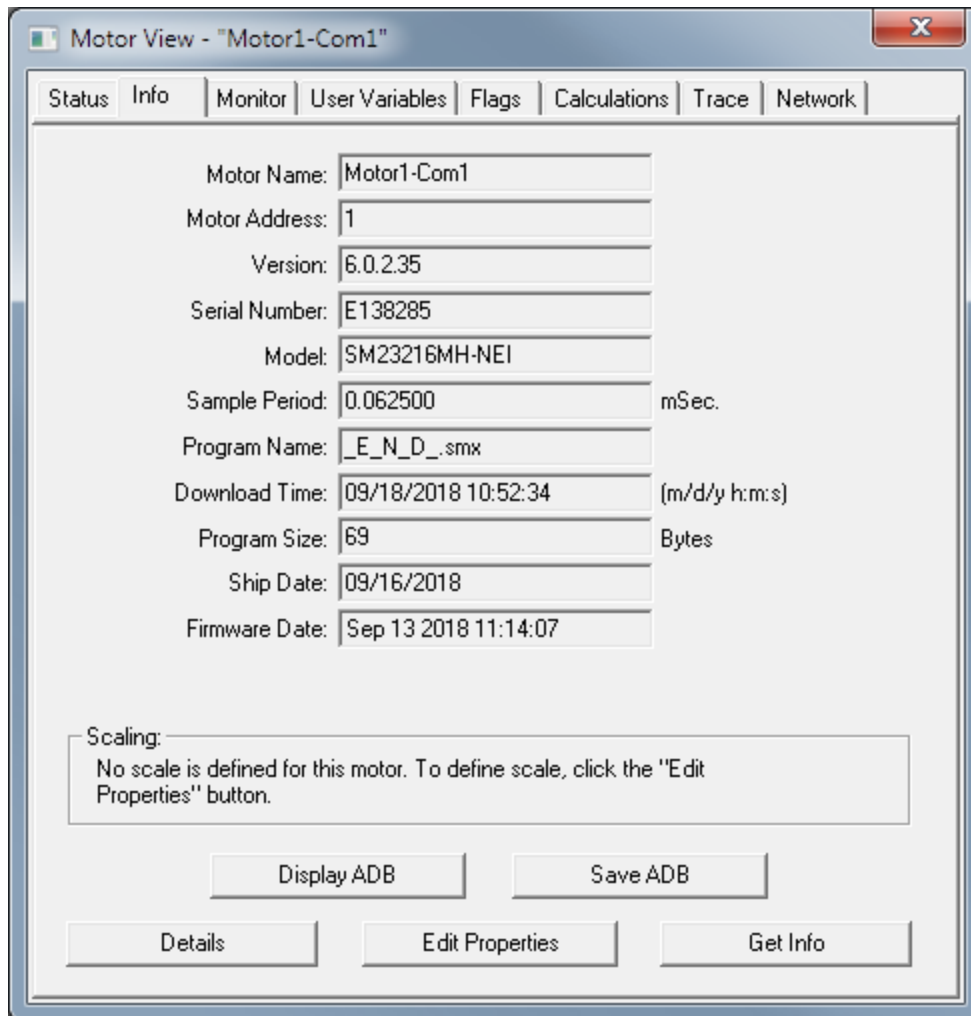 Motor View - "Motor1-Com1"
Status Info Monitor User Variables Flags Calculations Trace Network
Motor Name: Motor1-Com1
Motor Address: 1
Version: 6.0.2.35
Serial Number: E138285
Model: SM23216MH-NEI
Sample Period: 0.062500 mSec.
Program Name: _E_N_D_.smx
Download Time: 09/18/2018 10:52:34 (m/d/y h:m:s)
Program Size: 69 Bytes
Ship Date: 09/16/2018
Firmware Date: Sep 13 2018 11:14:07
Scaling:
No scale is defined for this motor. To define scale, click the "Edit
Properties" button.
Display ADB Save ADB
Details Edit Properties Get Info